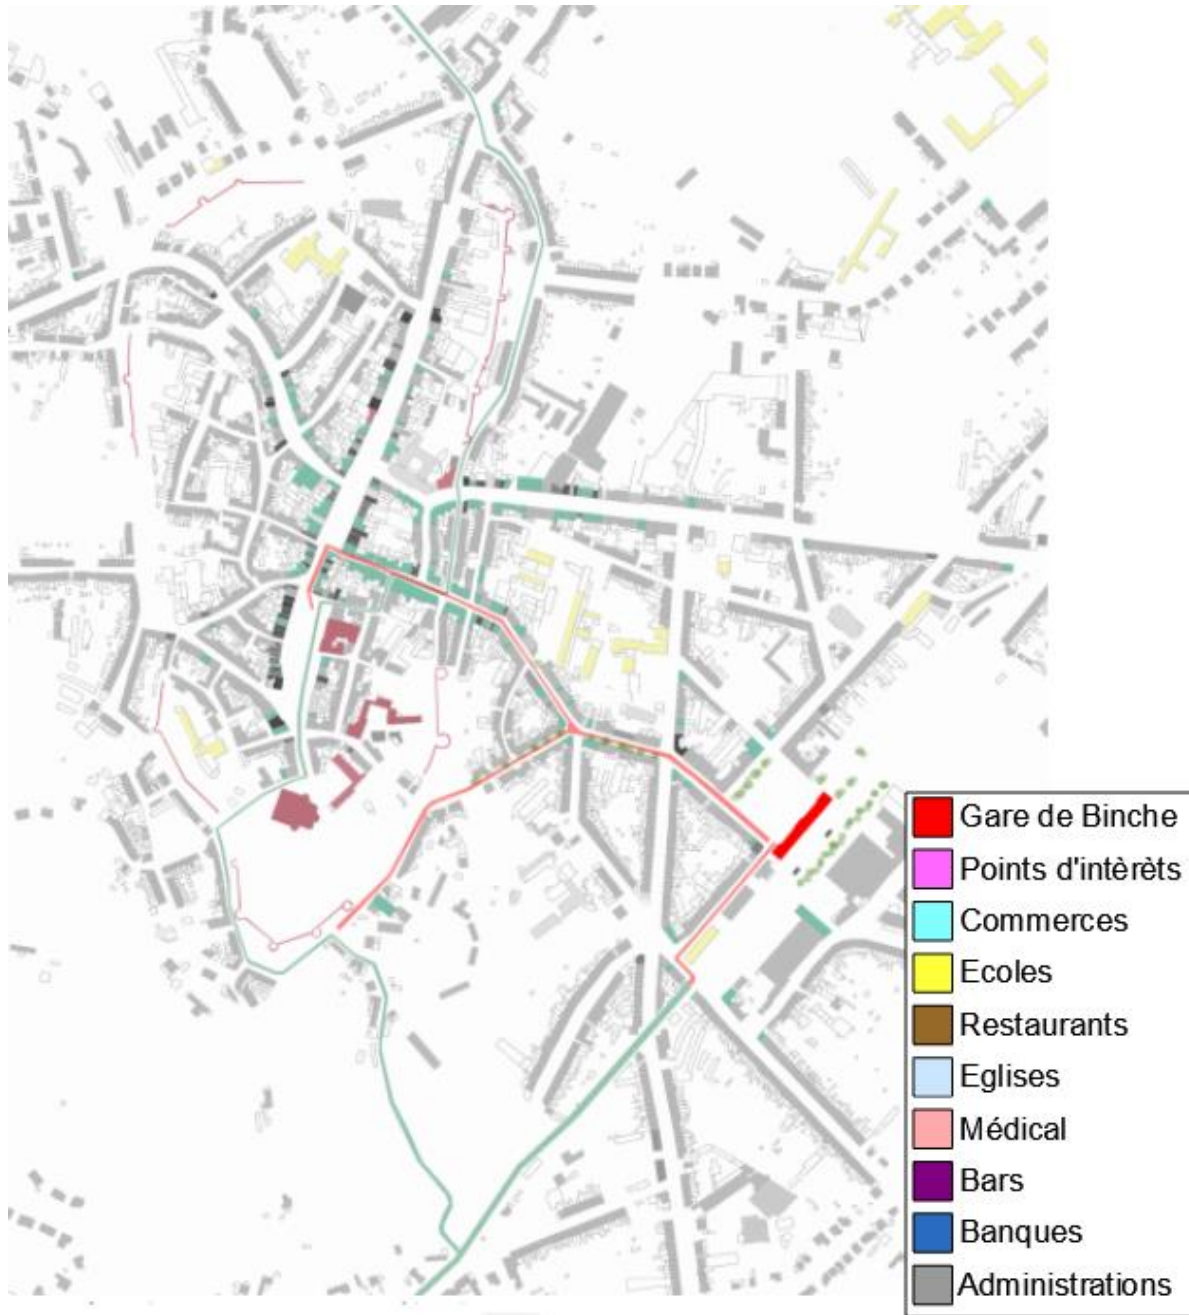 Gare de Binche
Points d'intèrèts
Commerces
Ecoles
Restaurants
Eglises
Médical
Bars
Banques
Administrations